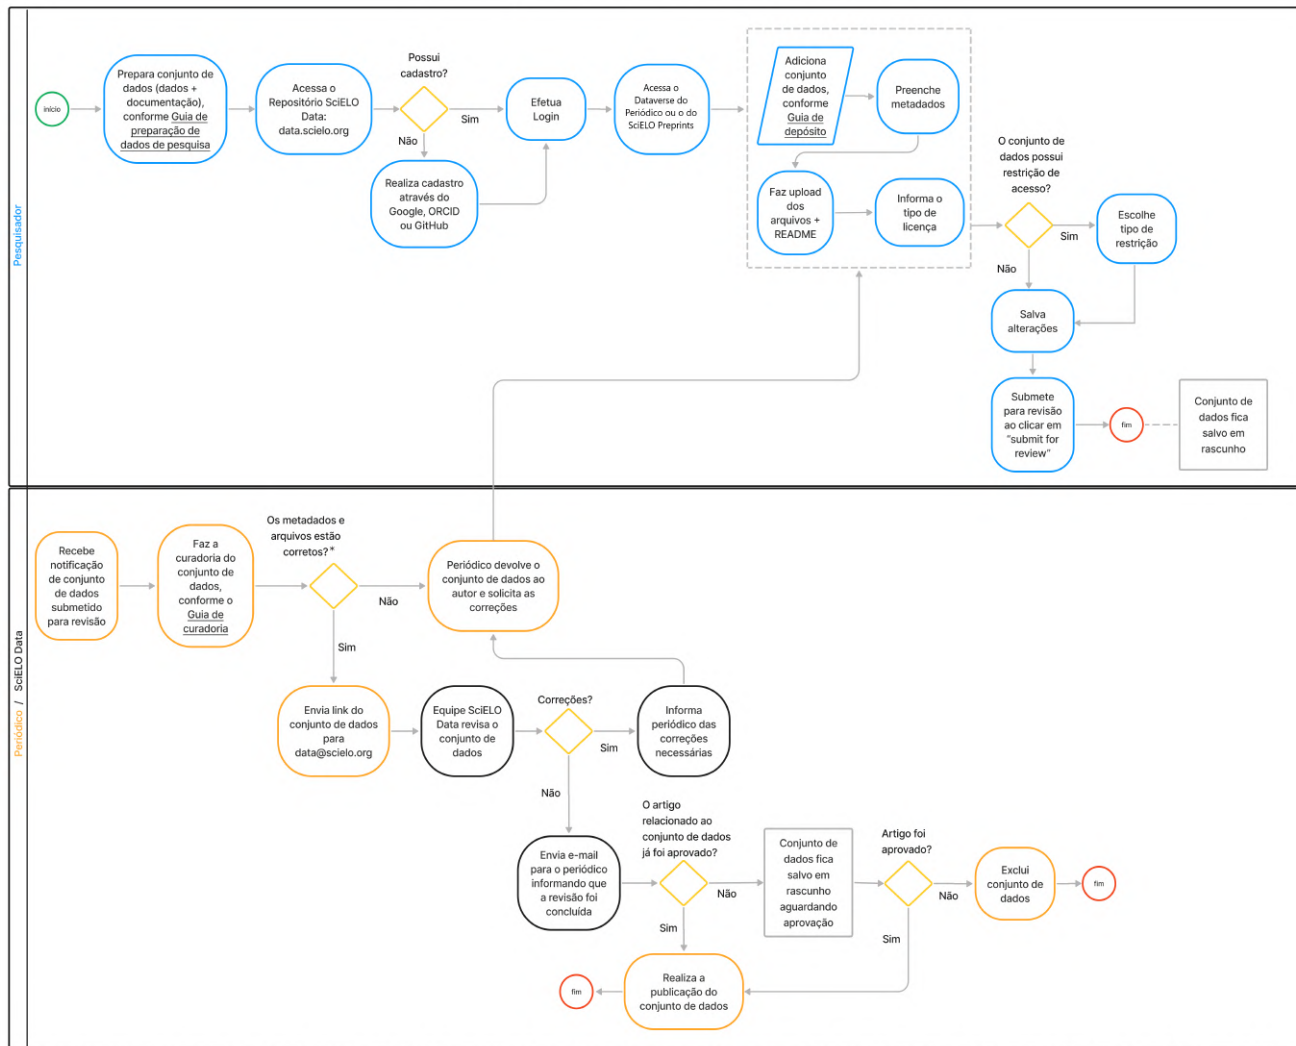 Pesquisador
início
Prepara conjunto de
dados (dados +
documentação),
conforme Guia de
preparação de
dados de pesquisa
Acessa o
Repositório SciELO
Data:
data.scielo.org
Possui
cadastro?
Sim
Não
Realiza cadastro
através do
Google, ORCID
ou GitHub
Efetua
Login
Acessa o
Dataverse do
Periódico ou o do
SciELO Preprints
Adiciona
conjunto
de dados,
conforme
Guia de
depósito
Preenche
metadados
Faz upload
dos
arquivos +
README
Informa o
tipo de
licença
O conjunto de
dados possui
restrição de
acesso?
Sim
Não
Escolhe
tipo de
restrição
Salva
alterações
Submete
para revisão
ao clicar em
“submit for
review”
fim
Conjunto de
dados fica
salvo em
rascunho
Periódico / SciELO Data
Recebe
notificação
de conjunto
de dados
submetido
para revisão
Faz a
curadoria do
conjunto de
dados,
conforme o
Guia de
curadoria
Os metadados e
arquivos estão
corretos?*
Não
Sim
Periódico devolve o
conjunto de dados ao
autor e solicita as
correções
Envia link do
conjunto de dados
para
data@scielo.org
Equipe SciELO
Data revisa o
conjunto de
dados
Correções?
Sim
Não
Informa
periódico das
correções
necessárias
Envia e-mail
para o periódico
informando que
a revisão foi
concluída
O artigo
relacionado ao
conjunto de dados
já foi aprovado?
Não
Sim
Conjunto de
dados fica
salvo em
rascunho
aguardando
aprovação
Artigo foi
aprovado?
Não
Sim
Exclui
conjunto de
dados
fim
Realiza a
publicação do
conjunto de dados
fim